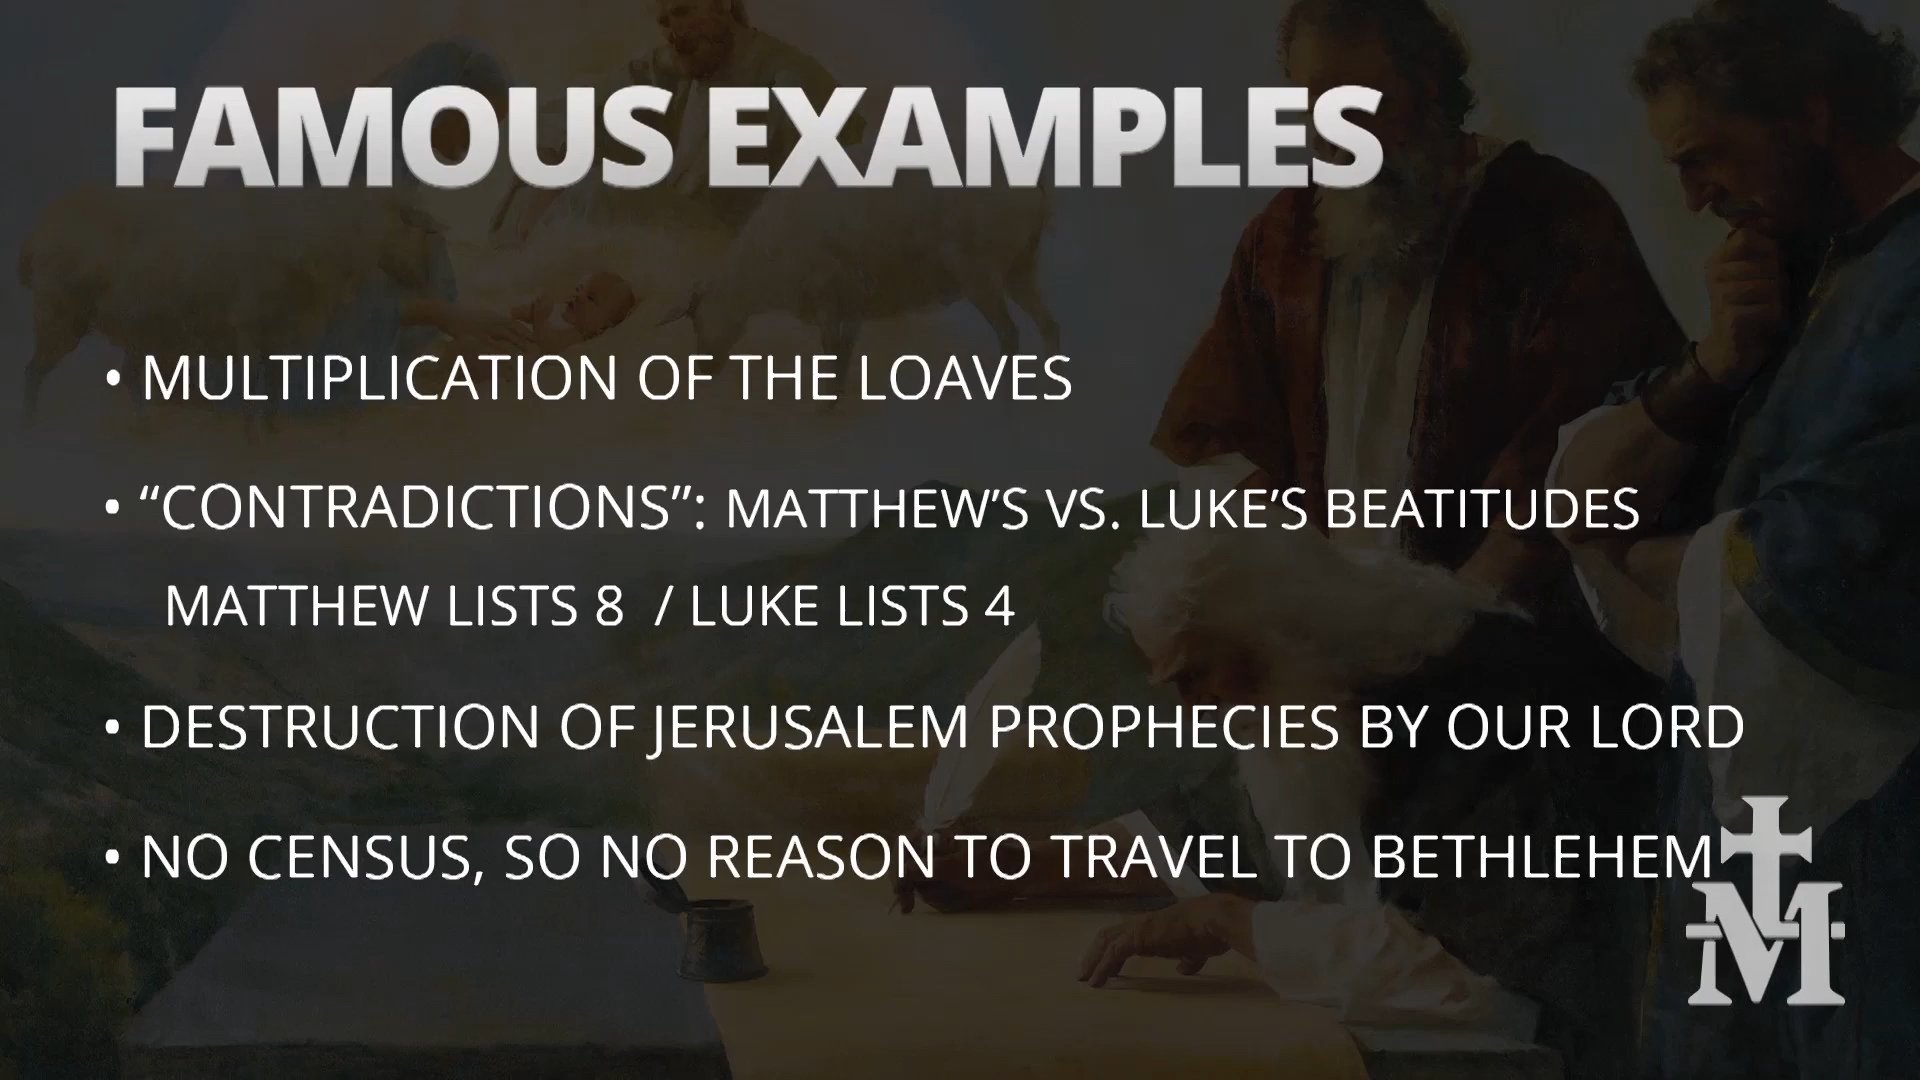 FAMOUS EXAMPLES
• MULTIPLICATION OF THE LOAVES
• “CONTRADICTIONS”: MATTHEW’S VS. LUKE’S BEATITUDES
MATTHEW LISTS 8 / LUKE LISTS 4
• DESTRUCTION OF JERUSALEM PROPHECIES BY OUR LORD
• NO CENSUS, SO NO REASON TO TRAVEL TO BETHLEHEM
M